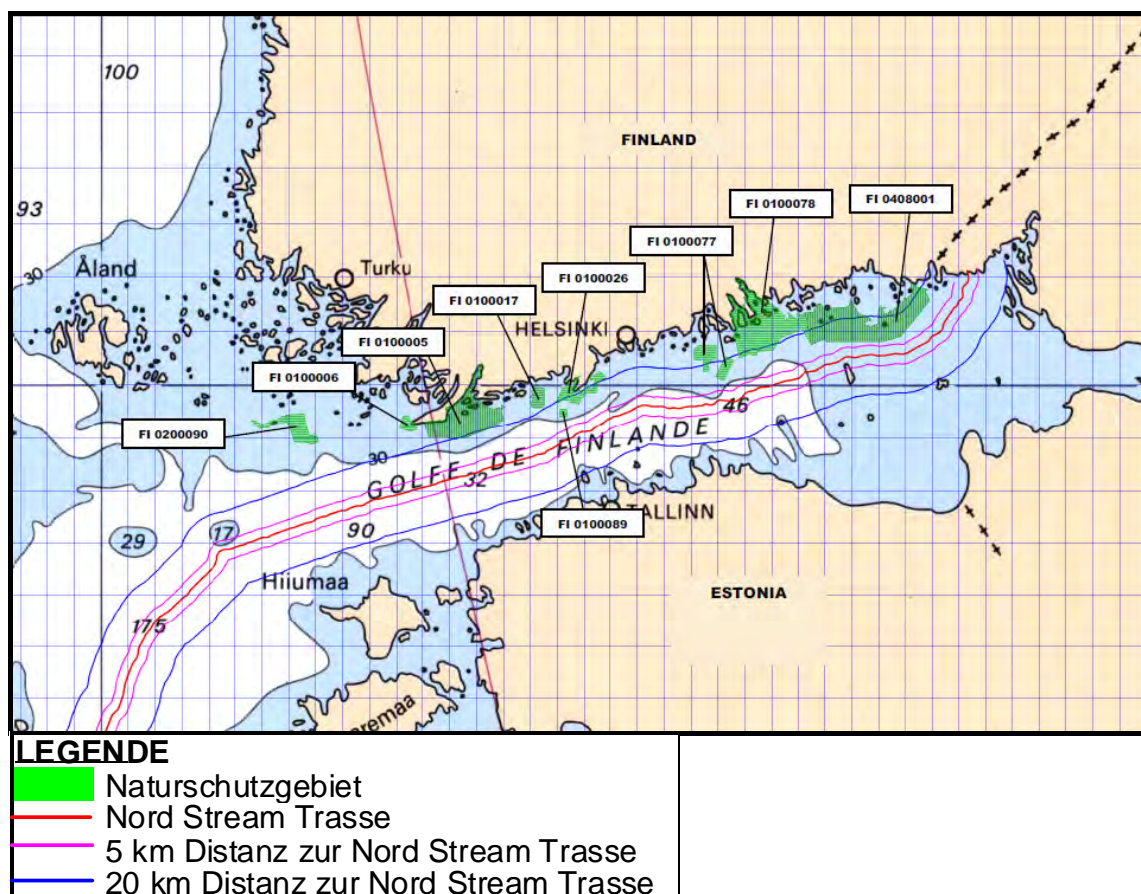 100
FINLAND
93
FI 0100078
FI 0408001
FI 0100077
30
Åland
Turku
FI 0100026
FI 0100017
HELSINKI
FI 0100005
FI 0100006
46
FI 0200090
30
GOLFE DE FINLANDE
32
TALLINN
FI 0100089
17
90
29
Hiiumaa
ESTONIA
175
aremaa
LEGENDE
Naturschutzgebiet
Nord Stream Trasse
5 km Distanz zur Nord Stream Trasse
20 km Distanz zur Nord Stream Trasse